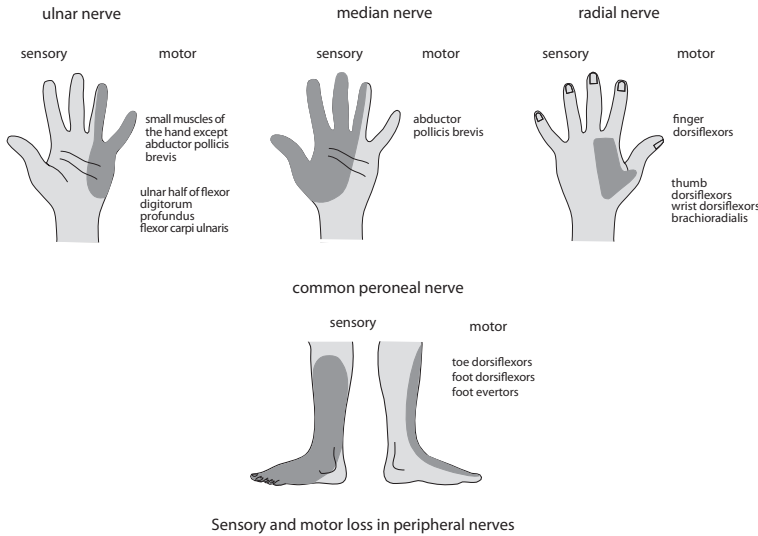 ulnar nerve
sensory
motor
small muscles of
the hand except
abductor pollicis
brevis
ulnar half of flexor
digitorum
profundus
flexor carpi ulnaris
median nerve
sensory
motor
abductor
pollicis brevis
radial nerve
sensory
motor
finger
dorsiflexors
thumb
dorsiflexors
wrist dorsiflexors
brachioradialis
common peroneal nerve
sensory
motor
toe dorsiflexors
foot dorsiflexors
foot evertors
Sensory and motor loss in peripheral nerves